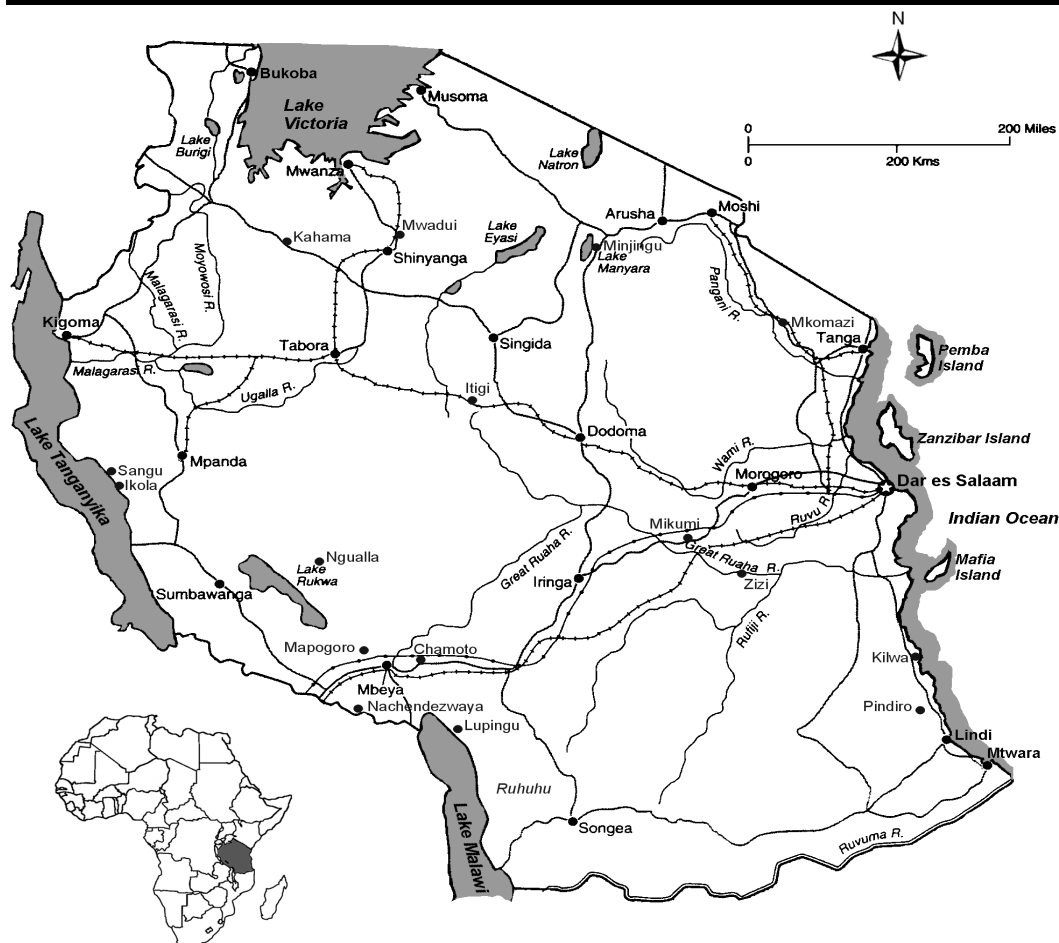 N
Bukoba
Lake
Victoria
Musoma
0
200 Miles
0
200 Kms
Lake
Burigi
Lake
Natron
Mwanza
Arusha
Moshi
Mwadui
Lake
Eyasi
Kahama
Minjingu
Lake
Manyara
Shinyanga
Moyowosi R.
Malagarasi R.
Pangani R.
Kigoma
Mkomazi
Tanga
Tabora
Singida
Pemba
Island
Malagarasi R.
Ugalla R.
Itigi
Lake Tanganyika
Dodoma
Wami R.
Zanzibar Island
Sangu
Mpanda
Ikola
Morogoro
Dar es Salaam
Ruvu R.
Indian Ocean
Mikumi
Great Ruaha R.
Great Ruaha R.
Ngualla
Lake
Rukwa
Mafia
Island
Iringa
Zizi
Sumbawanga
Rufiji R.
Mapogoro
Chamoto
Kilwa
Mbeya
Nachendezwaya
Pindiro
Lupingu
Lindi
Mtwara
Ruhuhu
Lake Malawi
Songea
Ruvuma R.